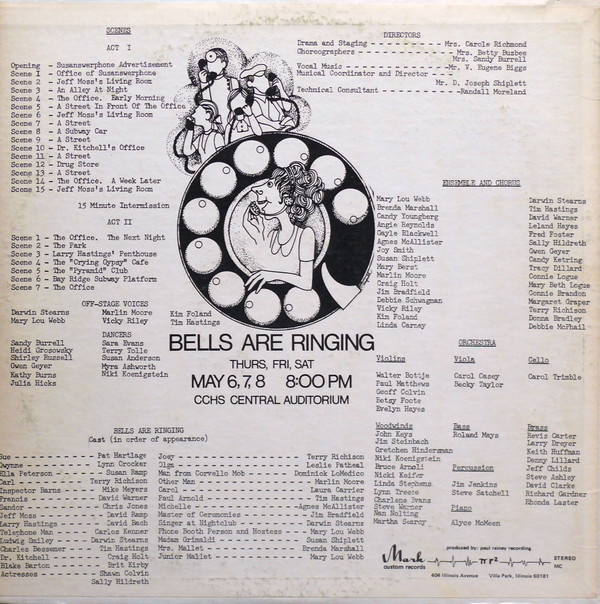 SCENES
ACT I
Opening - Susanswerphone Advertisement
Scene 1 - Office of Susanswerphone
Scene 2 - Jeff Moss's Living Room
Scene 3 - An Alley At Night
Scene 4 - The Office. Early Morning
Scene 5 - A Street In Front Of The Office
Scene 6 - Jeff Moss's Living Room
Scene 7 - A Street
Scene 8 - A Subway Car
Scene 9 - A Street
Scene 10 - Dr. Kitchell's Office
Scene 11 - A Street
Scene 12 - Drug Store
Scene 13 - A Street
Scene 14 - The Office. A Week Later
Scene 15 - Jeff Moss's Living Room
15 Minute Intermission
ACT II
Scene 1 - The Office. The Next Night
Scene 2 - The Park
Scene 3 - Larry Hastings' Penthouse
Scene 4 - The "Crying Gypsy" Cafe
Scene 5 - The "Pyramid" Club
Scene 6 - Bay Ridge Subway Platform
Scene 7 - The Office
OFF-STAGE VOICES
Darwin Stearns Marlin Moore Kim Foland
Mary Lou Webb Vicky Riley Tim Hastings
DANCERS
Sandy Burrell Sara Evans
Heidi Grosowsky Terry Tolle
Shirley Russell Susan Anderson
Owen Geyer Myra Ashworth
Kathy Burns Niki Koenigstein
Julia Hicks
DIRECTORS
Drama and Staging - - - - - - - - - - - Mrs. Carole Richmond
Choreographers - - - - - - - - - - - Mrs. Betty Busbee
Mrs. Sandy Burrell
Vocal Music - - - - - - - - - - - Mr. V. Eugene Biggs
Musical Coordinator and Director - - -
Mr. D. Joseph Shiplett
Technical Consultant - - - - - - - - Randall Moreland
ENSEMBLE AND CHORUS
Mary Lou Webb Darwin Stearns
Brenda Marshall Tim Hastings
Candy Youngberg David Warner
Angie Reynolds Leland Hayes
Gayle Blackwell Fred Foster
Agnes McAllister Sally Hildreth
Joy Smith Owen Geyer
Susan Shiplett Candy Ketring
Mary Berst Tracy Dillard
Marlin Moore Connie Logue
Craig Holt Mary Beth Logue
Jim Bradfield Connie Brandon
Debbie Schwagman Margaret Graper
Vicky Riley Terry Richison
Kim Foland Donna Bradley
Linda Carney Debbie McPhail
BELLS ARE RINGING
THURS, FRI, SAT
MAY 6, 7, 8 8:00 PM
CCHS CENTRAL AUDITORIUM
ORCHESTRA
Violins Viola Cello
Walter Bottje Carol Casey Carol Trimble
Paul Matthews Becky Taylor
Geoff Colvin
Betsy Foote
Evelyn Hayes
Woodwinds
John Keys
Jim Steinbach
Gretchen Hinderman
Niki Koenigstein
Bruce Arnoli
Nicki Keifer
Linda Stephens
Lynn Treece
Charlene Evans
Steve Warner
Nan Nolting
Martha Searcy
Bass
Roland Mays
Percussion
Jim Jenkins
Steve Satchell
Piano
Alyce McMeen
Brass
Revis Carter
Larry Dreyer
Keith Huffman
Denny Lillard
Jeff Childs
Steve Ashley
David Clarke
Richard Gardner
Rhonda Laster
BELLS ARE RINGING
Cast (in order of appearance)
Sue - - - - Pat Hartlage
Gwynne - - - - Lynn Crocker
Ella Peterson - - - - Susan Ramp
Carl - - - - Terry Richison
Inspector Barns - - - - Mike Meyers
Francis - - - - David Warner
Sandor - - - - Chris Jones
Jeff Moss - - - - David Ramp
Larry Hastings - - - - David Bach
Telephone Man - - - - Carlos Kenner
Ludwig Smiley - - - - Darwin Stearns
Charles Bessemer - - - - Tim Hastings
Dr. Kitchell - - - - Craig Holt
Blake Barton - - - - Brit Kirby
Actresses - - - - Shawn Colvin
Sally Hildreth
Joey - - - - Terry Richison
Olga - - - - Leslie Patheal
Man from Corvello Mob - - - - Dominick LoMedico
Other Man - - - - Marlin Moore
Carol - - - - Laura Carrier
Paul Arnold - - - - Tim Hastings
Michelle - - - - Agnes McAllister
Master of Ceremonies - - - - Jim Bradfield
Singer at Nightclub - - - - Darwin Stearns
Phone Booth Person and Hostess - - Mary Lou Webb
Madam Grimaldi - - - - Susan Shiplett
Mrs. Mallet - - - - Brenda Marshall
Junior Mallet - - - - Mary Lou Webb
Mark
custom records
produced by: paul rainey recording
πr²
404 Illinois Avenue Villa Park, Illinois 60181
STEREO
MC